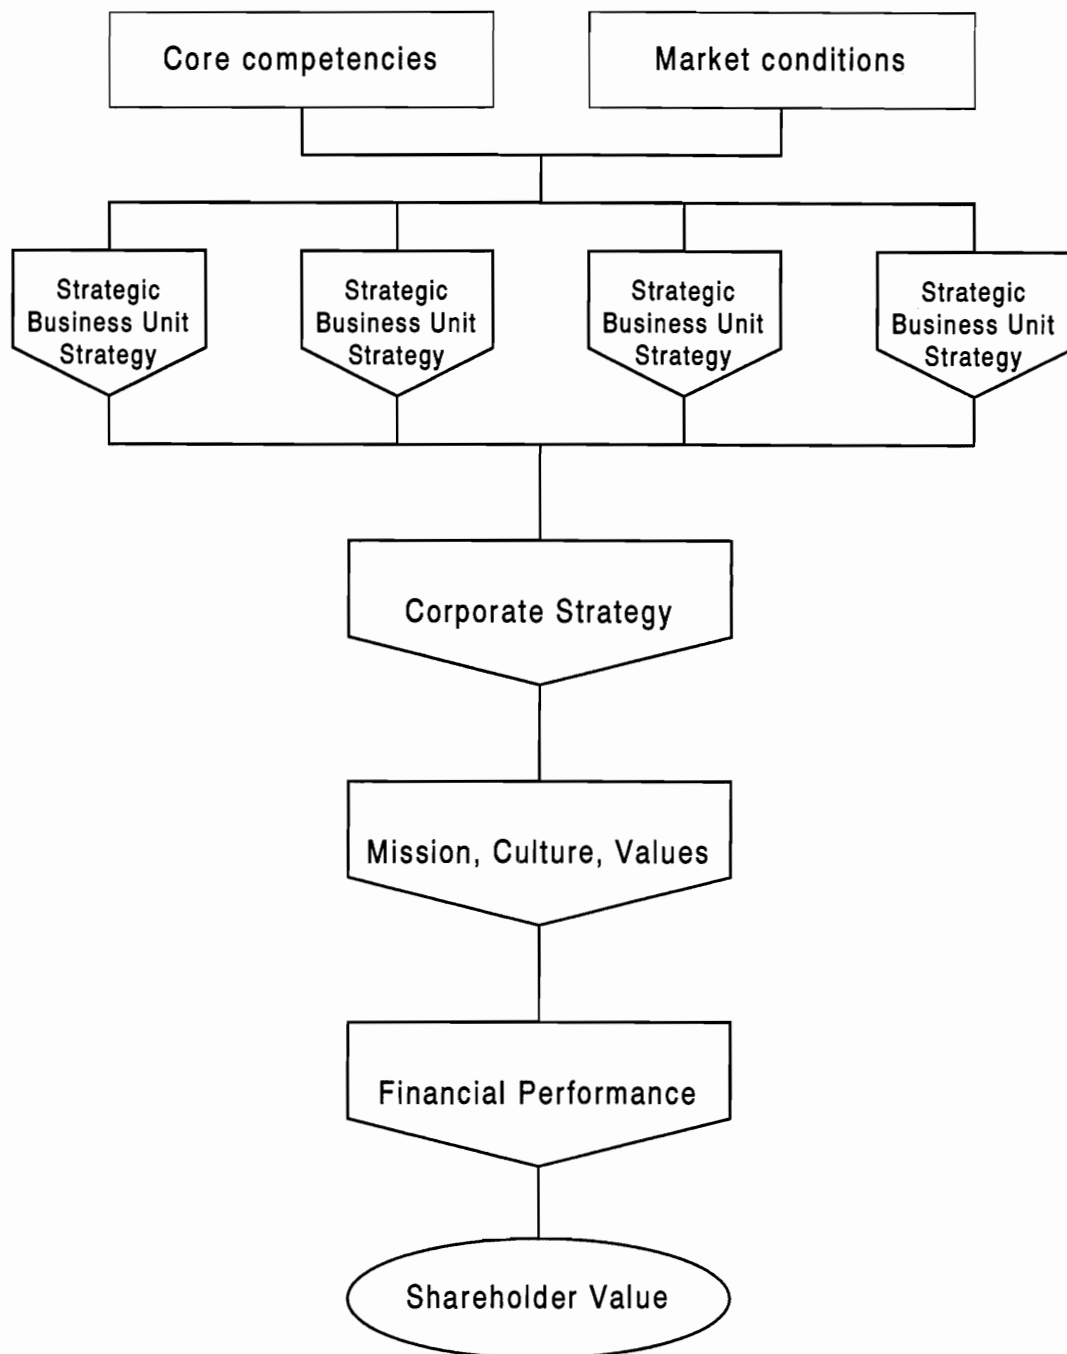 Core competencies
Market conditions
Strategic
Business Unit
Strategy
Strategic
Business Unit
Strategy
Strategic
Business Unit
Strategy
Strategic
Business Unit
Strategy
Corporate Strategy
Mission, Culture, Values
Financial Performance
Shareholder Value